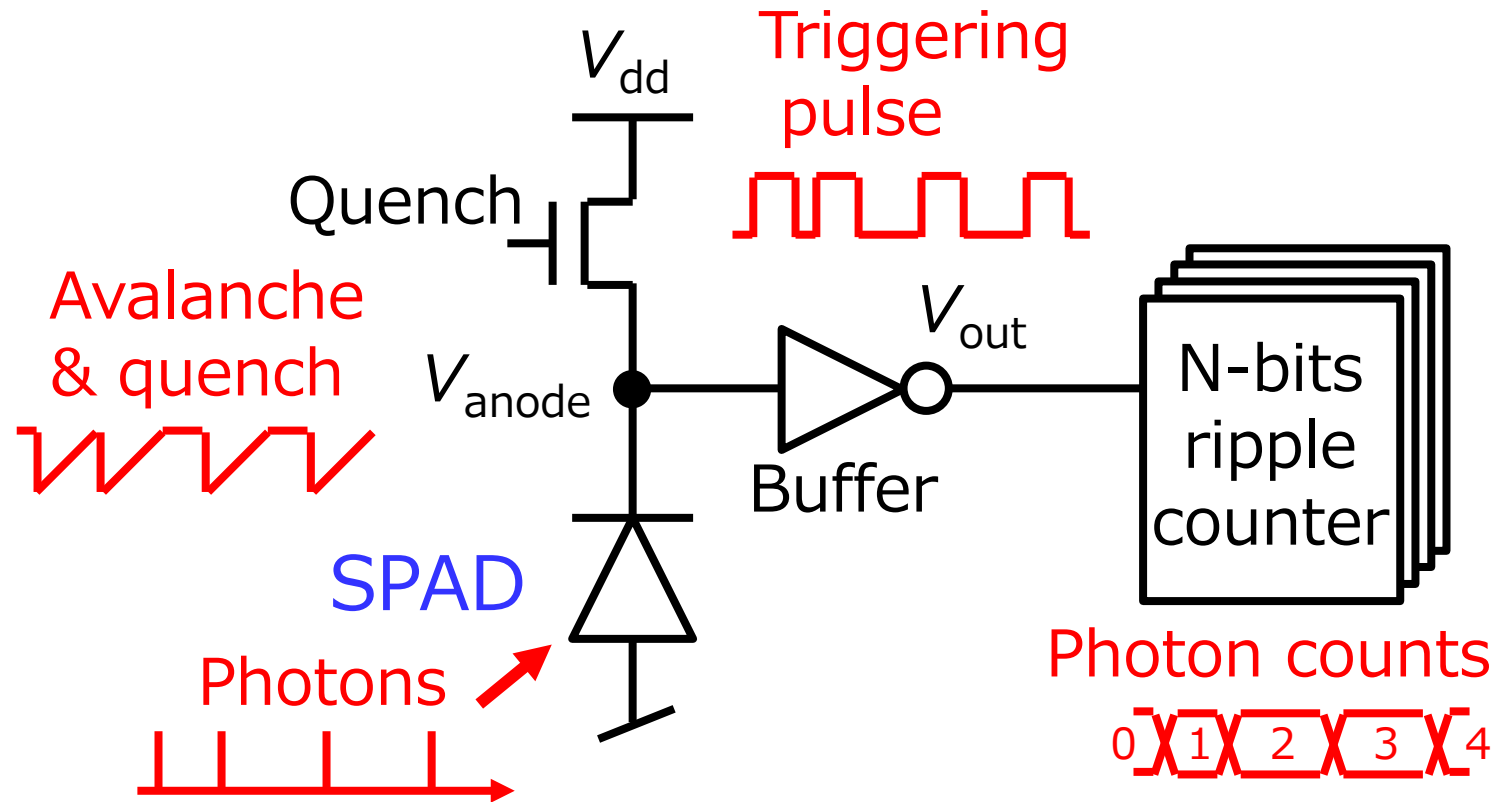 Vdd
Triggering
pulse
Quench
Avalanche
& quench
Vanode
Vout
Buffer
N-bits
ripple
counter
SPAD
Photons
Photon counts
0 1 2 3 4